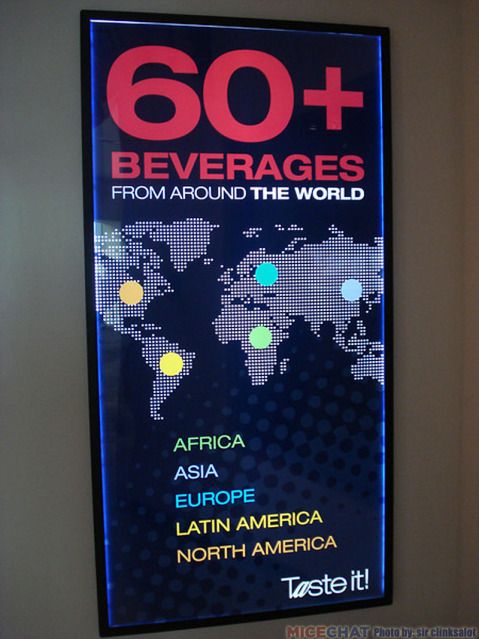 60+
BEVERAGES
FROM AROUND THE WORLD
AFRICA
ASIA
EUROPE
LATIN AMERICA
NORTH AMERICA
Taste it!
MICECHAT Photo by: sir clinksalot